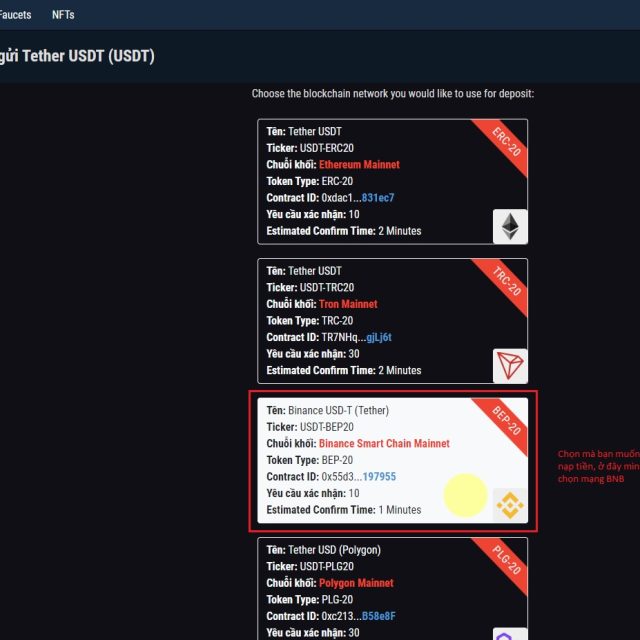 Faucets NFTs
gửi Tether USDT (USDT)
Choose the blockchain network you would like to use for deposit:
Tên: Tether USDT
Ticker: USDT-ERC20
Chuỗi khối: Ethereum Mainnet
Token Type: ERC-20
Contract ID: 0xdac1...831ec7
Yêu cầu xác nhận: 10
Estimated Confirm Time: 2 Minutes
ERC-20
Tên: Tether USDT
Ticker: USDT-TRC20
Chuỗi khối: Tron Mainnet
Token Type: TRC-20
Contract ID: TR7NHq...gjLj6t
Yêu cầu xác nhận: 30
Estimated Confirm Time: 2 Minutes
TRC-20
Tên: Binance USD-T (Tether)
Ticker: USDT-BEP20
Chuỗi khối: Binance Smart Chain Mainnet
Token Type: BEP-20
Contract ID: 0x55d3...197955
Yêu cầu xác nhận: 10
Estimated Confirm Time: 1 Minutes
BEP-20
Chọn mà bạn muốn
nạp tiền, ở đây mìn
chọn mạng BNB
Tên: Tether USD (Polygon)
Ticker: USDT-PLG20
Chuỗi khối: Polygon Mainnet
Token Type: PLG-20
Contract ID: 0xc213...B58e8F
Yêu cầu xác nhận: 30
PLG-20